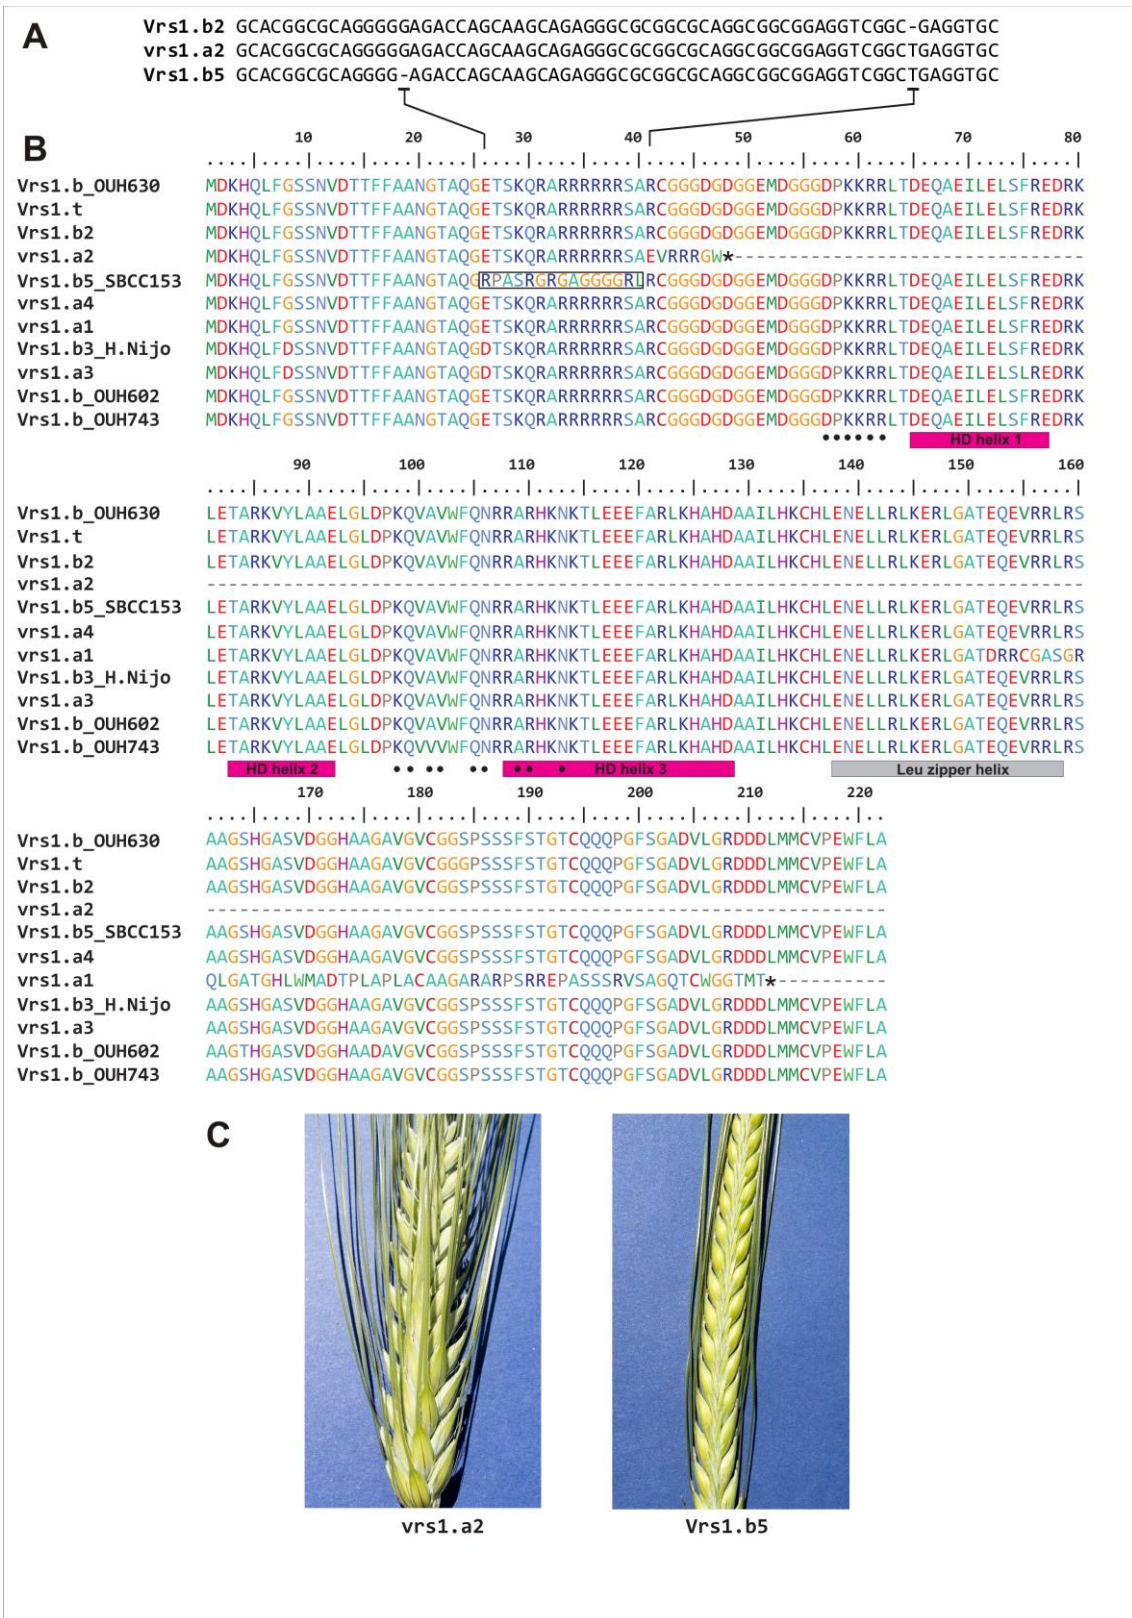 A
Vrs1.b2 GCACGGCGCAGGGGGAGACCAGCAAGCAGAGGGCGCGGCGCAGGCGGCGGAGGTCGGC-GAGGTGC
vrs1.a2 GCACGGCGCAGGGGGAGACCAGCAAGCAGAGGGCGCGGCGCAGGCGGCGGAGGTCGGCTGAGGTGC
Vrs1.b5 GCACGGCGCAGGGG-AGACCAGCAAGCAGAGGGCGCGGCGCAGGCGGCGGAGGTCGGCTGAGGTGC
B
10 20 30 40 50 60 70 80
Vrs1.b_OUH630 MDKHQLFGSSNVDTTFFAANGTAQGETSKQRARRRRRRSARCGGGDGDGGEMDGGGDPKKRRLTDEQAEILELSFREDRK
Vrs1.t MDKHQLFGSSNVDTTFFAANGTAQGETSKQRARRRRRRSARCGGGDGDGGEMDGGGDPKKRRLTDEQAEILELSFREDRK
Vrs1.b2 MDKHQLFGSSNVDTTFFAANGTAQGETSKQRARRRRRRSARCGGGDGDGGEMDGGGDPKKRRLTDEQAEILELSFREDRK
vrs1.a2 MDKHQLFGSSNVDTTFFAANGTAQGETSKQRARRRRRRSAEVRRRGW*--------------------------------
Vrs1.b5_SBCC153 MDKHQLFGSSNVDTTFFAANGTAQGRPASRGRGAGGGGRLRCGGGDGDGGEMDGGGDPKKRRLTDEQAEILELSFREDRK
vrs1.a4 MDKHQLFGSSNVDTTFFAANGTAQGETSKQRARRRRRRSARCGGGDGDGGEMDGGGDPKKRRLTDEQAEILELSFREDRK
vrs1.a1 MDKHQLFGSSNVDTTFFAANGTAQGETSKQRARRRRRRSARCGGGDGDGGEMDGGGDPKKRRLTDEQAEILELSFREDRK
Vrs1.b3_H.Nijo MDKHQLFDSSNVDTTFFAANGTAQGDTSKQRARRRRRRSARCGGGDGDGGEMDGGGDPKKRRLTDEQAEILELSFREDRK
vrs1.a3 MDKHQLFDSSNVDTTFFAANGTAQGDTSKQRARRRRRRSARCGGGDGDGGEMDGGGDPKKRRLTDEQAEILELSLREDRK
Vrs1.b_OUH602 MDKHQLFGSSNVDTTFFAANGTAQGETSKQRARRRRRRSARCGGGDGDGGEMDGGGDPKKRRLTDEQAEILELSFREDRK
Vrs1.b_OUH743 MDKHQLFGSSNVDTTFFAANGTAQGETSKQRARRRRRRSARCGGGDGDGGEMDGGGDPKKRRLTDEQAEILELSFREDRK
HD helix 1
90 100 110 120 130 140 150 160
Vrs1.b_OUH630 LETARKVYLAAELGLDPKQVAVWFQNRRARHKNKTLEEEFARLKHAHDAAILHKCHLENELLRLKERLGATEQEVRRLRS
Vrs1.t LETARKVYLAAELGLDPKQVAVWFQNRRARHKNKTLEEEFARLKHAHDAAILHKCHLENELLRLKERLGATEQEVRRLRS
Vrs1.b2 LETARKVYLAAELGLDPKQVAVWFQNRRARHKNKTLEEEFARLKHAHDAAILHKCHLENELLRLKERLGATEQEVRRLRS
vrs1.a2 --------------------------------------------------------------------------------
Vrs1.b5_SBCC153 LETARKVYLAAELGLDPKQVAVWFQNRRARHKNKTLEEEFARLKHAHDAAILHKCHLENELLRLKERLGATEQEVRRLRS
vrs1.a4 LETARKVYLAAELGLDPKQVAVWFQNRRARHKNKTLEEEFARLKHAHDAAILHKCHLENELLRLKERLGATEQEVRRLRS
vrs1.a1 LETARKVYLAAELGLDPKQVAVWFQNRRARHKNKTLEEEFARLKHAHDAAILHKCHLENELLRLKERLGATDRRCGASGR
Vrs1.b3_H.Nijo LETARKVYLAAELGLDPKQVAVWFQNRRARHKNKTLEEEFARLKHAHDAAILHKCHLENELLRLKERLGATEQEVRRLRS
vrs1.a3 LETARKVYLAAELGLDPKQVAVWFQNRRARHKNKTLEEEFARLKHAHDAAILHKCHLENELLRLKERLGATEQEVRRLRS
Vrs1.b_OUH602 LETARKVYLAAELGLDPKQVAVWFQNRRARHKNKTLEEEFARLKHAHDAAILHKCHLENELLRLKERLGATEQEVRRLRS
Vrs1.b_OUH743 LETARKVYLAAELGLDPKQVVVWFQNRRARHKNKTLEEEFARLKHAHDAAILHKCHLENELLRLKERLGATEQEVRRLRS
HD helix 2 HD helix 3 Leu zipper helix
170 180 190 200 210 220
Vrs1.b_OUH630 AAGSHGASVDGGHAAGAVGVCGGSPSSSFSTGTCQQQPGFSGADVLGRDDDLMMCVPEWFLA
Vrs1.t AAGSHGASVDGGHAAGAVGVCGGGPSSSFSTGTCQQQPGFSGADVLGRDDDLMMCVPEWFLA
Vrs1.b2 AAGSHGASVDGGHAAGAVGVCGGSPSSSFSTGTCQQQPGFSGADVLGRDDDLMMCVPEWFLA
vrs1.a2 --------------------------------------------------------------
Vrs1.b5_SBCC153 AAGSHGASVDGGHAAGAVGVCGGSPSSSFSTGTCQQQPGFSGADVLGRDDDLMMCVPEWFLA
vrs1.a4 AAGSHGASVDGGHAAGAVGVCGGSPSSSFSTGTCQQQPGFSGADVLGRDDDLMMCVPEWFLA
vrs1.a1 QLGATGHLWMADTPLAPLACAAGARARPSRREPASSSRVSAGQTCWGGTMT*----------
Vrs1.b3_H.Nijo AAGSHGASVDGGHAAGAVGVCGGSPSSSFSTGTCQQQPGFSGADVLGRDDDLMMCVPEWFLA
vrs1.a3 AAGSHGASVDGGHAAGAVGVCGGSPSSSFSTGTCQQQPGFSGADVLGRDDDLMMCVPEWFLA
Vrs1.b_OUH602 AAGTHGASVDGGHAADAVGVCGGSPSSSFSTGTCQQQPGFSGADVLGRDDDLMMCVPEWFLA
Vrs1.b_OUH743 AAGSHGASVDGGHAAGAVGVCGGSPSSSFSTGTCQQQPGFSGADVLGRDDDLMMCVPEWFLA
C
vrs1.a2 Vrs1.b5